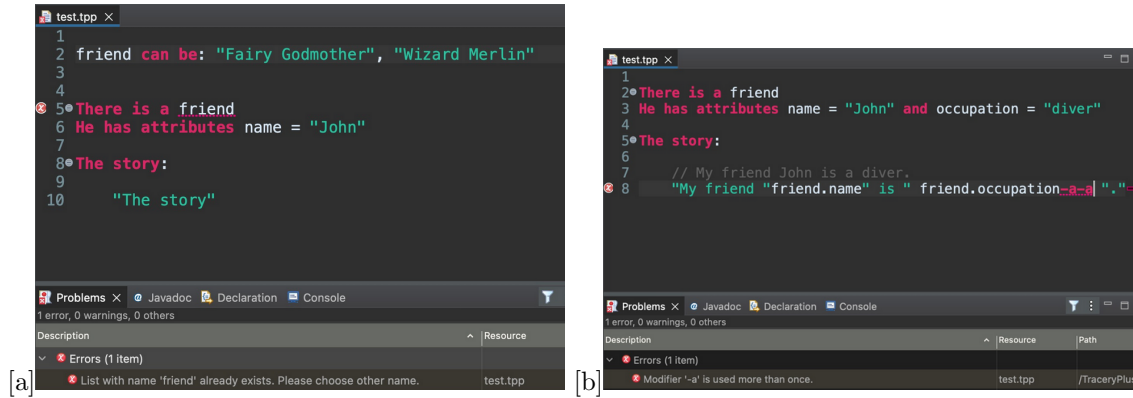 test.tpp
1
2 friend can be: "Fairy Godmother", "Wizard Merlin"
3
4
5 There is a friend
6 He has attributes name = "John"
7
8 The story:
9
10 "The story"
Problems Javadoc Declaration Console
1 error, 0 warnings, 0 others
Description Resource
Errors (1 item)
List with name 'friend' already exists. Please choose other name. test.tpp
[a]
test.tpp
1
2 There is a friend
3 He has attributes name = "John" and occupation = "diver"
4
5 The story:
6
7 // My friend John is a diver.
8 "My friend "friend.name" is " friend.occupation-a-a "."
Problems Javadoc Declaration Console
1 error, 0 warnings, 0 others
Description Resource Path
Errors (1 item)
Modifier '-a' is used more than once. test.tpp /TraceryPlus
[b]